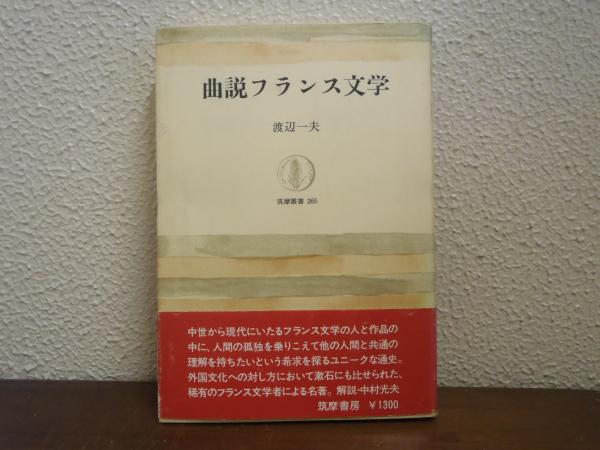 曲説フランス文学
渡辺一夫
筑摩叢書 265
中世から現代にいたるフランス文学の人と作品の
中に、人間の孤独を乗りこえて他の人間と共通の
理解を持ちたいという希求を探るユニークな通史。
外国文化への対し方において漱石にも比せられた、
稀有のフランス文学者による名著。解説・中村光夫
筑摩書房 ￥1300